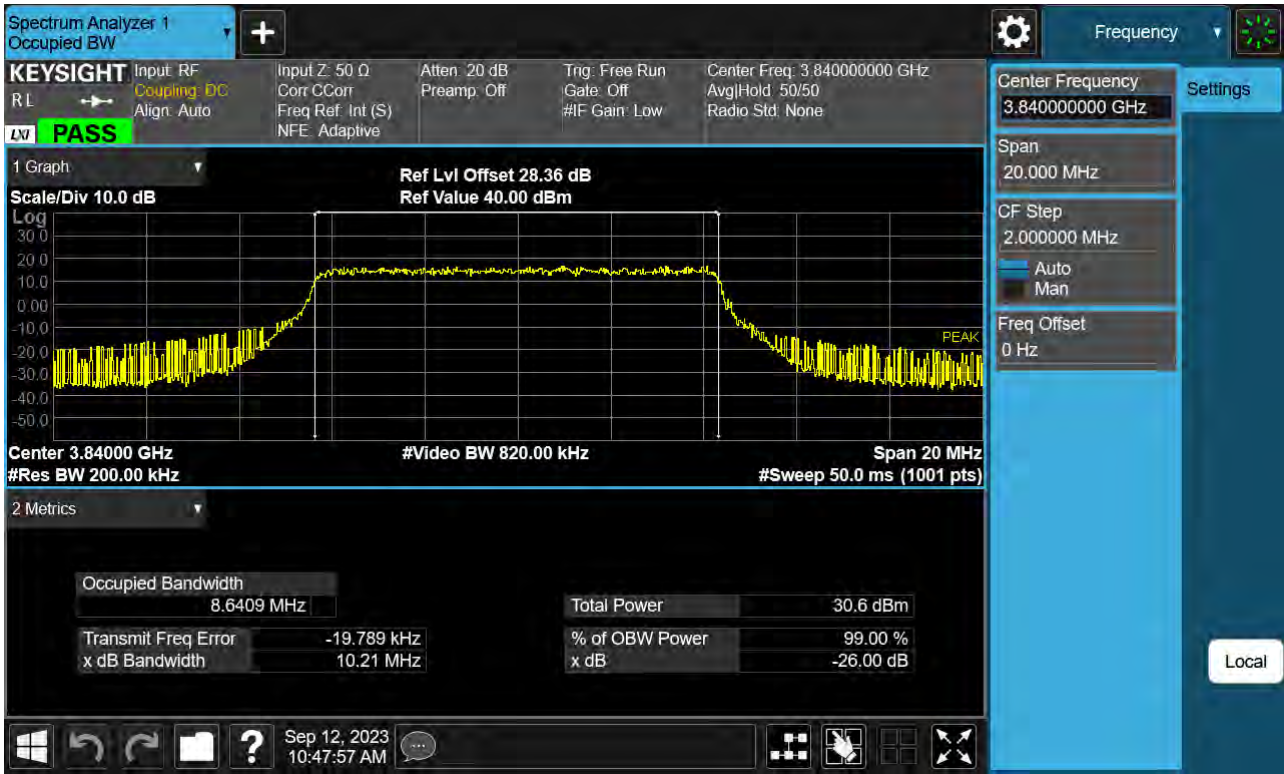 Spectrum Analyzer 1
Occupied BW
+
Frequency
KEYSIGHT
RL
LXI PASS
Input: RF
Coupling: DC
Align: Auto
Input Z: 50 Ω
Corr CCorr
Freq Ref: Int (S)
NFE: Adaptive
Atten: 20 dB
Preamp: Off
Trig: Free Run
Gate: Off
#IF Gain: Low
Center Freq: 3.840000000 GHz
Avg|Hold: 50/50
Radio Std: None
Center Frequency
3.840000000 GHz
Settings
Span
20.000 MHz
CF Step
2.000000 MHz
Auto
Man
Freq Offset
0 Hz
1 Graph
Scale/Div 10.0 dB
Ref Lvl Offset 28.36 dB
Ref Value 40.00 dBm
Log
30.0
20.0
10.0
0.00
-10.0
-20.0
-30.0
-40.0
-50.0
PEAK
Center 3.84000 GHz
#Video BW 820.00 kHz
Span 20 MHz
#Res BW 200.00 kHz
#Sweep 50.0 ms (1001 pts)
2 Metrics
Occupied Bandwidth
8.6409 MHz
Total Power 30.6 dBm
Transmit Freq Error -19.789 kHz
% of OBW Power 99.00 %
x dB Bandwidth 10.21 MHz
x dB -26.00 dB
Local
?
Sep 12, 2023
10:47:57 AM